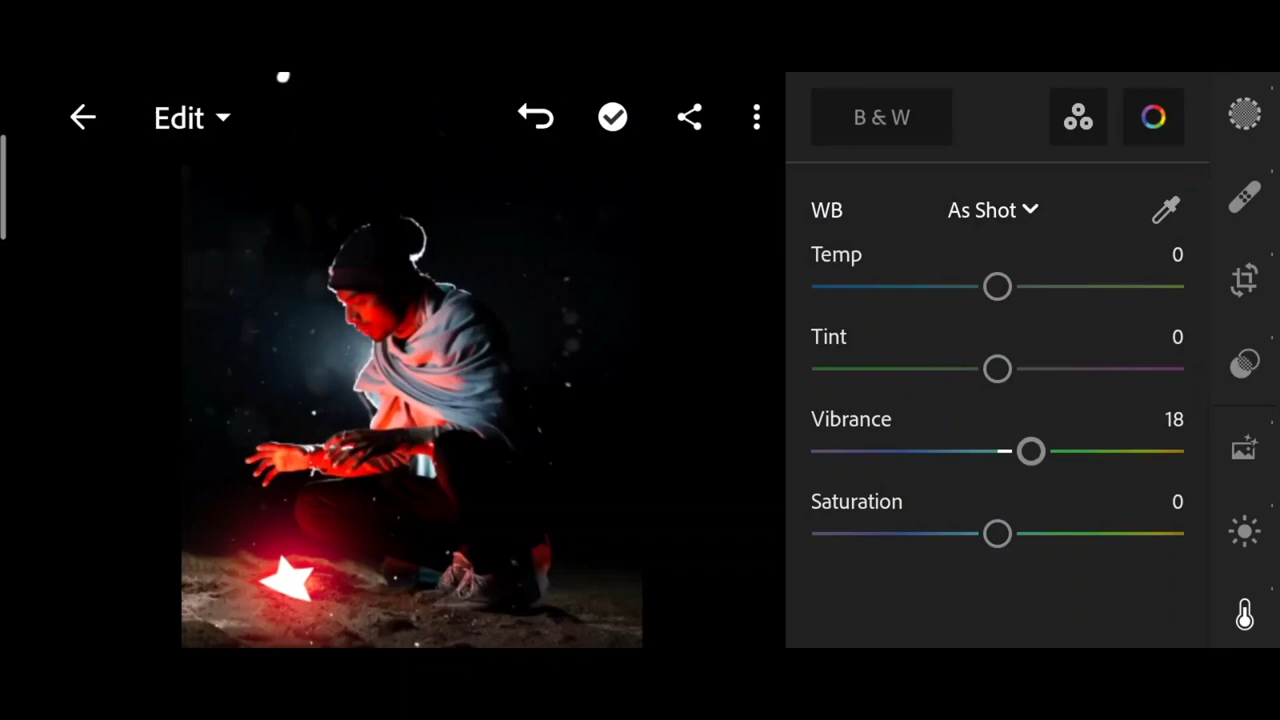 Edit
B & W
WB As Shot
Temp 0
Tint 0
Vibrance 18
Saturation 0